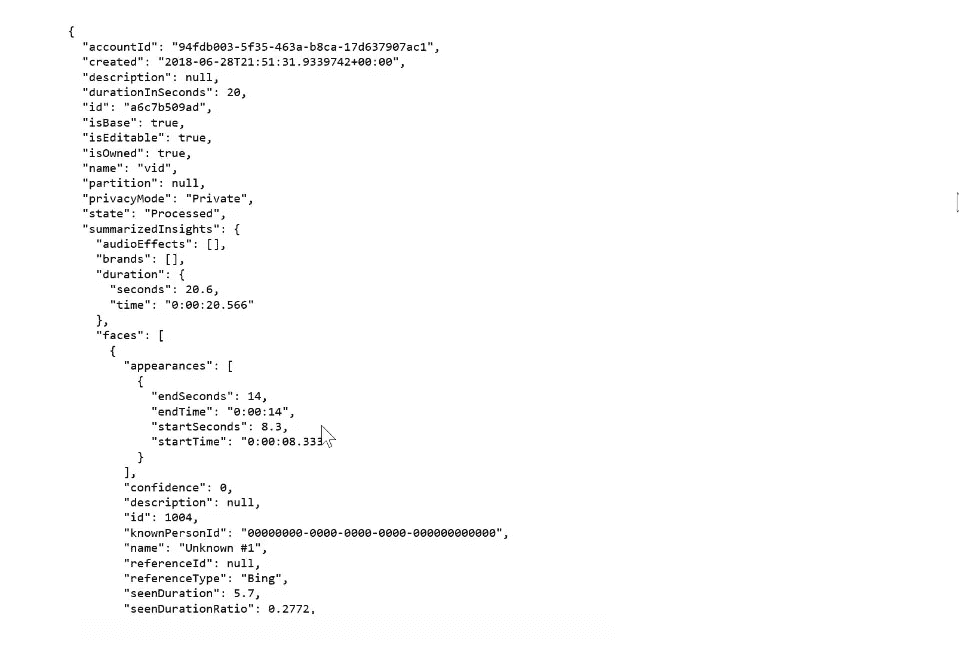 {
"accountId": "94fdb003-5f35-463a-b8ca-17d637907ac1",
"created": "2018-06-28T21:51:31.9339742+00:00",
"description": null,
"durationInSeconds": 20,
"id": "a6c7b509ad",
"isBase": true,
"isEditable": true,
"isOwned": true,
"name": "vid",
"partition": null,
"privacyMode": "Private",
"state": "Processed",
"summarizedInsights": {
"audioEffects": [],
"brands": [],
"duration": {
"seconds": 20.6,
"time": "0:00:20.566"
},
"faces": [
{
"appearances": [
{
"endSeconds": 14,
"endTime": "0:00:14",
"startSeconds": 8.3,
"startTime": "0:00:08.333
}
],
"confidence": 0,
"description": null,
"id": 1004,
"knownPersonId": "00000000-0000-0000-0000-000000000000",
"name": "Unknown #1",
"referenceId": null,
"referenceType": "Bing",
"seenDuration": 5.7,
"seenDurationRatio": 0.2772,